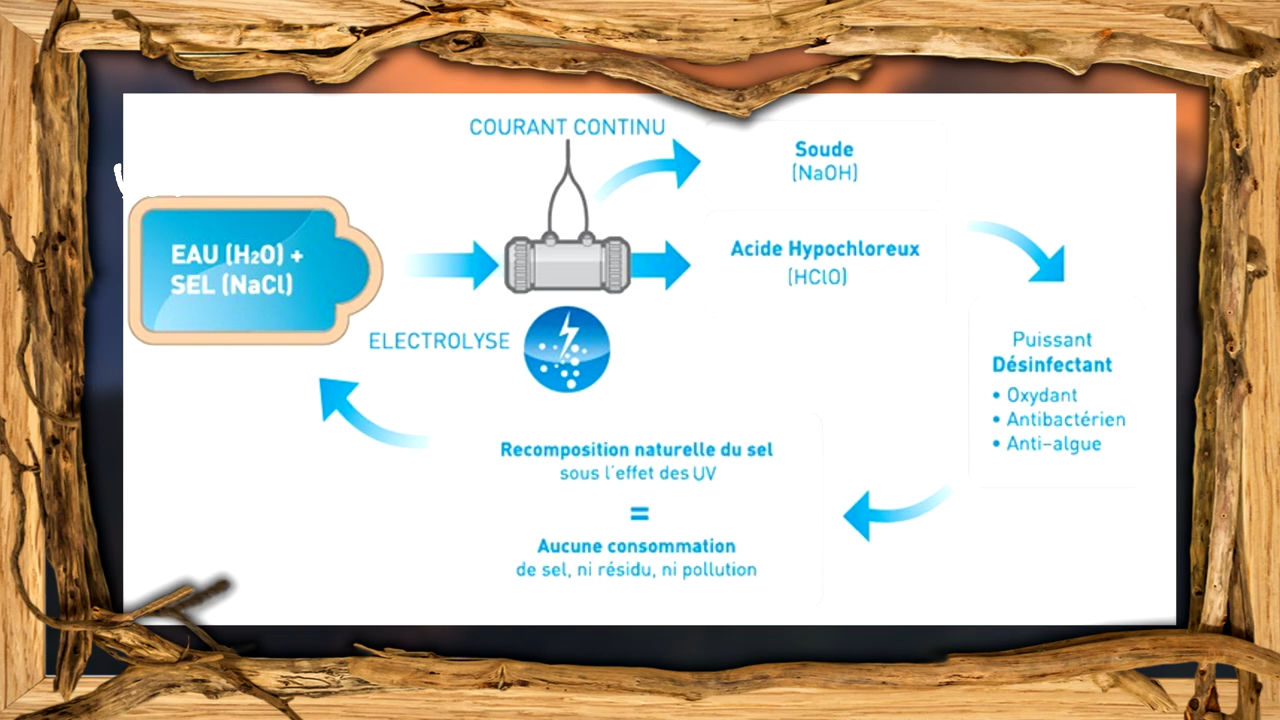 COURANT CONTINU
Soude
(NaOH)
EAU (H2O) +
SEL (NaCl)
Acide Hypochloreux
(HClO)
ELECTROLYSE
Puissant
Désinfectant
• Oxydant
• Antibactérien
• Anti-algue
Recomposition naturelle du sel
sous l'effet des UV
=
Aucune consommation
de sel, ni résidu, ni pollution